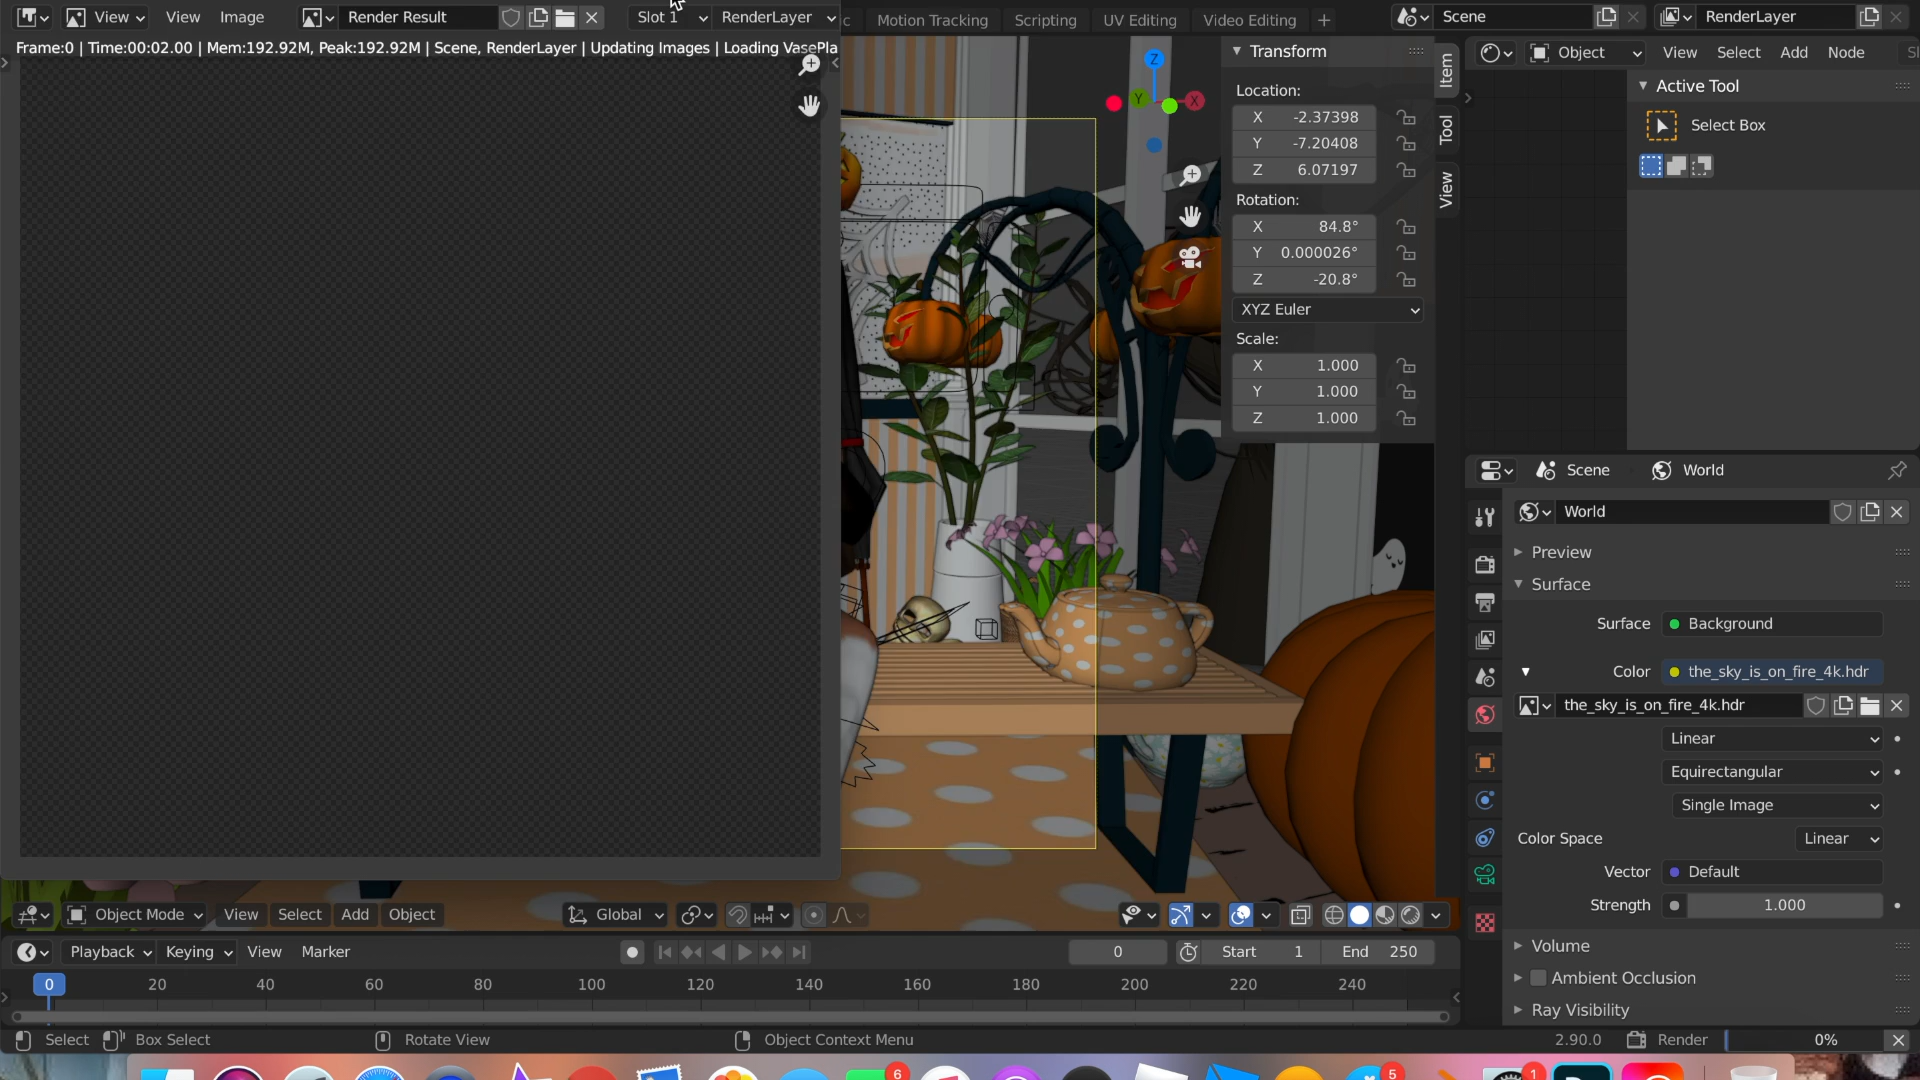 View View Image Render Result Slot 1 RenderLayer
Motion Tracking Scripting UV Editing Video Editing + Scene RenderLayer
Frame:0 | Time:00:02.00 | Mem:192.92M, Peak:192.92M | Scene, RenderLayer | Updating Images | Loading VasePla
Transform
Location:
X -2.37398
Y -7.20408
Z 6.07197
Rotation:
X 84.8°
Y 0.000026°
Z -20.8°
XYZ Euler
Scale:
X 1.000
Y 1.000
Z 1.000
Item
Tool
View
Z
Y
X
Object View Select Add Node
Active Tool
Select Box
Scene World
World
Preview
Surface
Surface Background
Color the_sky_is_on_fire_4k.hdr
the_sky_is_on_fire_4k.hdr
Linear
Equirectangular
Single Image
Color Space Linear
Vector Default
Strength 1.000
Volume
Ambient Occlusion
Ray Visibility
Object Mode View Select Add Object Global
Playback Keying View Marker 0 Start 1 End 250
0 20 40 60 80 100 120 140 160 180 200 220 240
Select Box Select Rotate View Object Context Menu 2.90.0 Render 0%
6 5 1